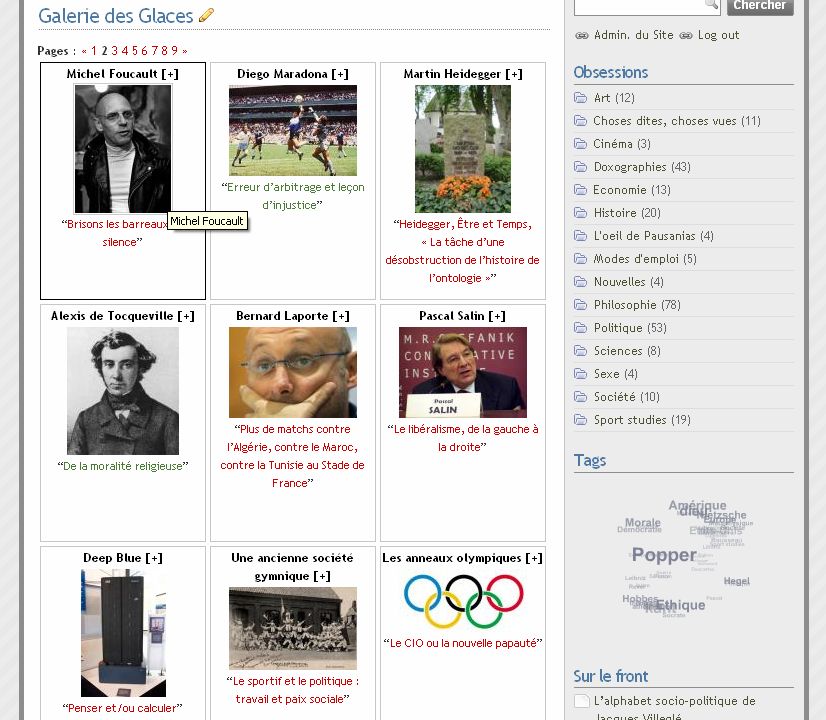 Galerie des Glaces
Chercher
Admin. du Site Log out
Pages : « 1 2 3 4 5 6 7 8 9 »
Michel Foucault [+]
“Brisons les barreaux
silence”
Michel Foucault
Diego Maradona [+]
“Erreur d’arbitrage et leçon
d’injustice”
Martin Heidegger [+]
“Heidegger, Être et Temps,
« La tâche d’une
désobstruction de l’histoire de
l’ontologie »”
Alexis de Tocqueville [+]
“De la moralité religieuse”
Bernard Laporte [+]
“Plus de matchs contre
l’Algérie, contre le Maroc,
contre la Tunisie au Stade de
France”
Pascal Salin [+]
M.R.STEFANIK
CONSERVATIVE
INSTITUTE
Pascal
SALIN
“Le libéralisme, de la gauche à
la droite”
Deep Blue [+]
“Penser et/ou calculer”
Une ancienne société
gymnique [+]
“Le sportif et le politique :
travail et paix sociale”
Les anneaux olympiques [+]
“Le CIO ou la nouvelle papauté”
Obsessions
Art (12)
Choses dites, choses vues (11)
Cinéma (3)
Doxographies (43)
Economie (13)
Histoire (20)
L'oeil de Pausanias (4)
Modes d'emploi (5)
Nouvelles (4)
Philosophie (78)
Politique (53)
Sciences (8)
Sexe (4)
Société (10)
Sport studies (19)
Tags
Amérique
dieu
Nietzsche
Europe
Morale
Démocratie
Popper
Hegel
Hobbes
Ethique
Kant
Socrate
Sur le front
L’alphabet socio-politique de
Jacques Villeglé